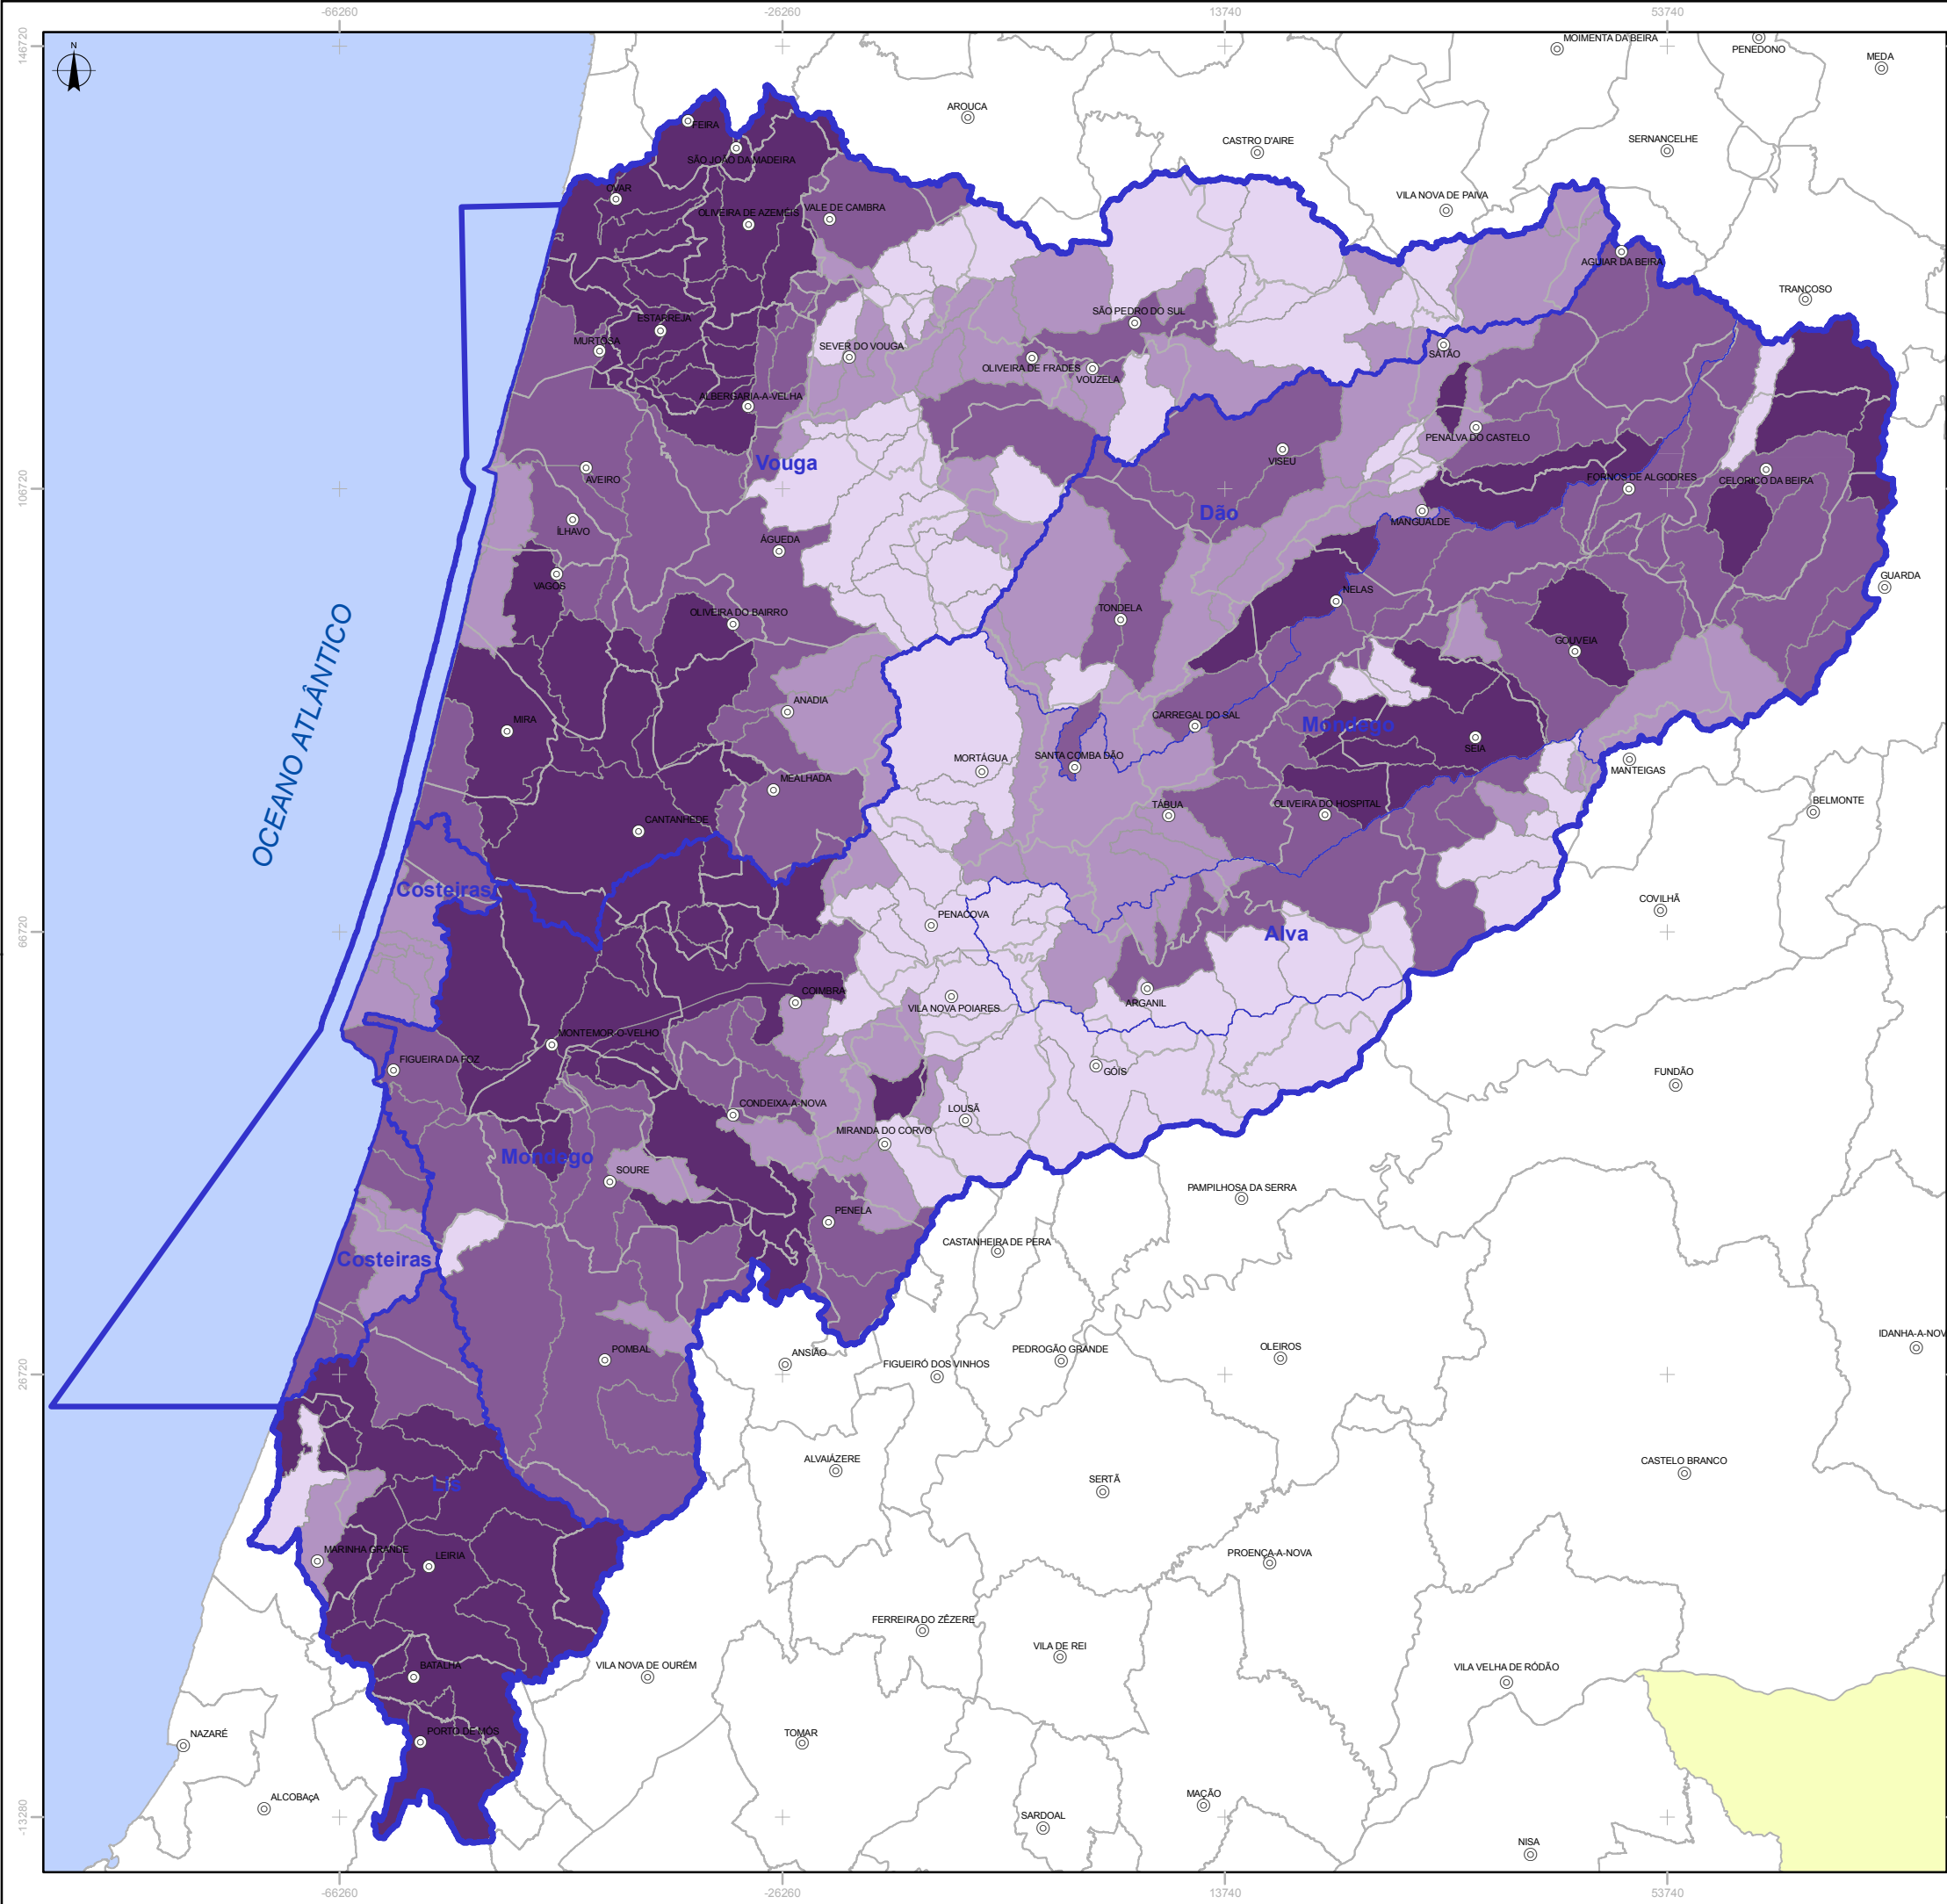 -66260
-26260
13740
53740
146720
106720
66720
26720
-13280
N
MOIMENTA DA BEIRA
PENEDONO
MEDA
AROUCA
FEIRA
CASTRO D'AIRE
SERNANCELHE
SÃO JOÃO DA MADEIRA
OVAR
VILA NOVA DE PAIVA
OLIVEIRA DE AZEMÉIS
VALE DE CAMBRA
AGUIAR DA BEIRA
TRANCOSO
ESTARREJA
SÃO PEDRO DO SUL
MURTOSA
SEVER DO VOUGA
SÁTÃO
OLIVEIRA DE FRADES
VOUZELA
ALBERGARIA-A-VELHA
PENALVA DO CASTELO
Vouga
VISEU
AVEIRO
FORNOS DE ALGODRES
CELORICO DA BEIRA
Dão
MANGUALDE
ÍLHAVO
ÁGUEDA
VAGOS
GUARDA
NELAS
OLIVEIRA DO BAIRRO
TONDELA
GOUVEIA
OCEANO ATLÂNTICO
ANADIA
MIRA
CARREGAL DO SAL
Mondego
SEIA
MORTÁGUA
SANTA COMBA DÃO
MANTEIGAS
MEALHADA
BELMONTE
TÁBUA
OLIVEIRA DO HOSPITAL
CANTANHEDE
Costeiras
COVILHÃ
PENACOVA
Alva
COIMBRA
VILA NOVA POIARES
ARGANIL
MONTEMOR-O-VELHO
FIGUEIRA DA FOZ
GÓIS
FUNDÃO
CONDEIXA-A-NOVA
LOUSÃ
MIRANDA DO CORVO
Mondego
SOURE
PAMPILHOSA DA SERRA
PENELA
CASTANHEIRA DE PERA
Costeiras
IDANHA-A-NOV
POMBAL
ANSIÃO
FIGUEIRÓ DOS VINHOS
PEDROGÃO GRANDE
OLEIROS
ALVAIÁZERE
CASTELO BRANCO
SERTÃ
Lis
MARINHA GRANDE
LEIRIA
PROENÇA-A-NOVA
FERREIRA DO ZÊZERE
VILA DE REI
BATALHA
VILA NOVA DE OURÉM
VILA VELHA DE RÓDÃO
NAZARÉ
PORTO DE MÓS
TOMAR
ALCOBAçA
MAÇÃO
SARDOAL
NISA
-66260
-26260
13740
53740